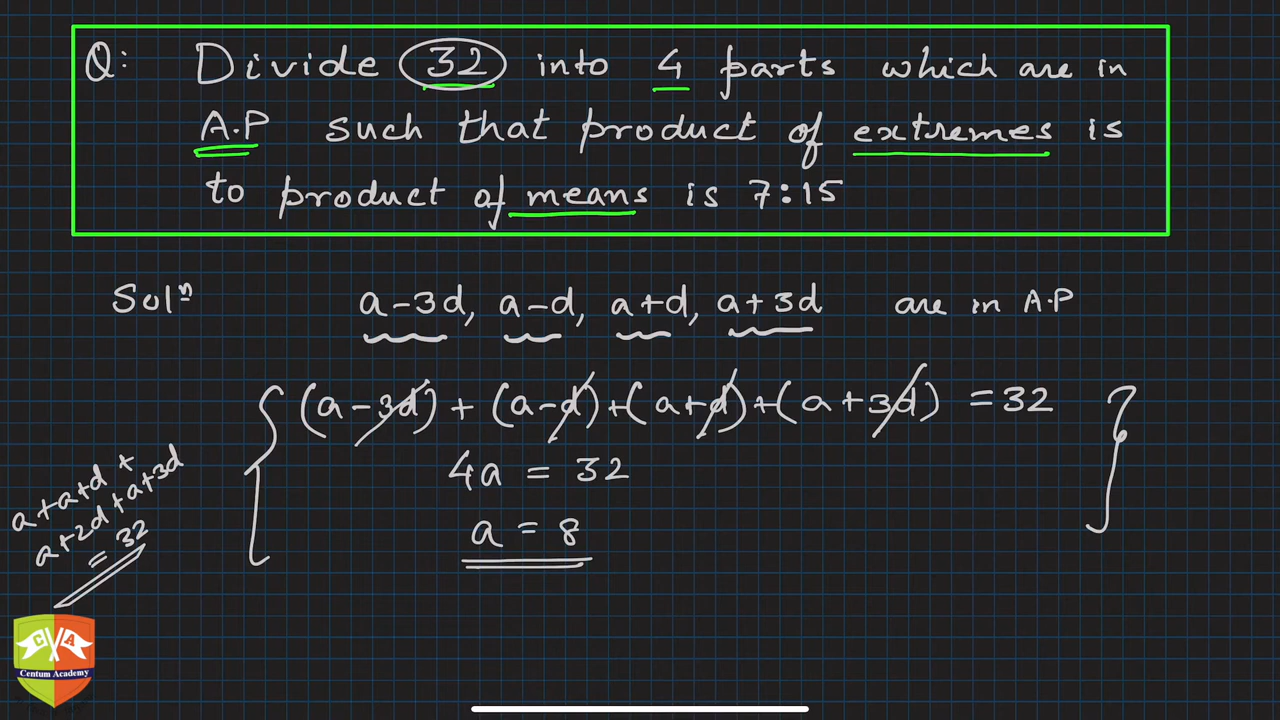 Q: Divide 32 into 4 parts which are in
A.P such that product of extremes is
to product of means is 7:15
Solⁿ a-3d, a-d, a+d, a+3d are in A.P
(a-3d) + (a-d) + (a+d) + (a+3d) = 32
4a = 32
a = 8
a+a+d+
a+2d+a+3d
= 32
C A
Centum Academy